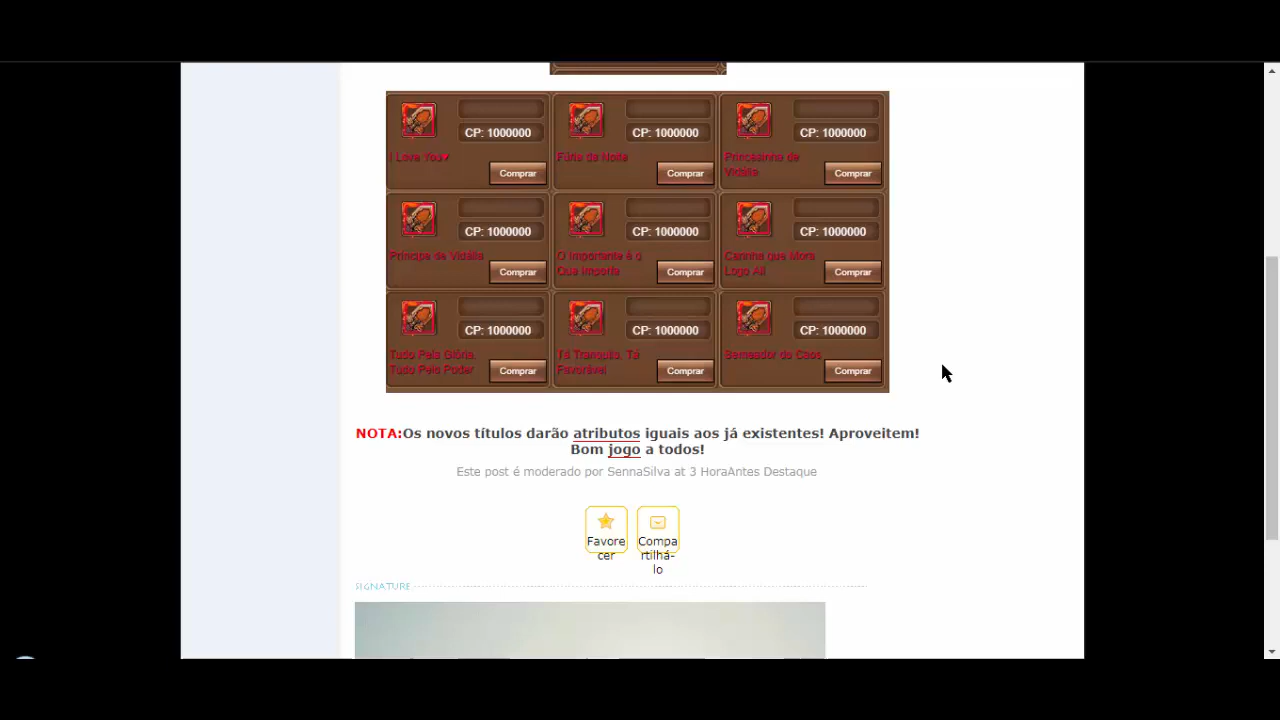 CP: 1000000 CP: 1000000 CP: 1000000
I Love You♥ Fúria da Noite Princesinha de
Vidália
Comprar Comprar Comprar
CP: 1000000 CP: 1000000 CP: 1000000
Príncipe de Vidália O Importante é o Carinha que Mora
Que Importa Logo Ali
Comprar Comprar Comprar
CP: 1000000 CP: 1000000 CP: 1000000
Tudo Pela Glória, Tá Tranquilo, Tá Semeador do Caos
Tudo Pelo Poder Favorável
Comprar Comprar Comprar
NOTA:Os novos títulos darão atributos iguais aos já existentes! Aproveitem!
Bom jogo a todos!
Este post é moderado por SennaSilva at 3 HoraAntes Destaque
Favore
cer
Compa
rtilhá-
lo
SIGNATURE